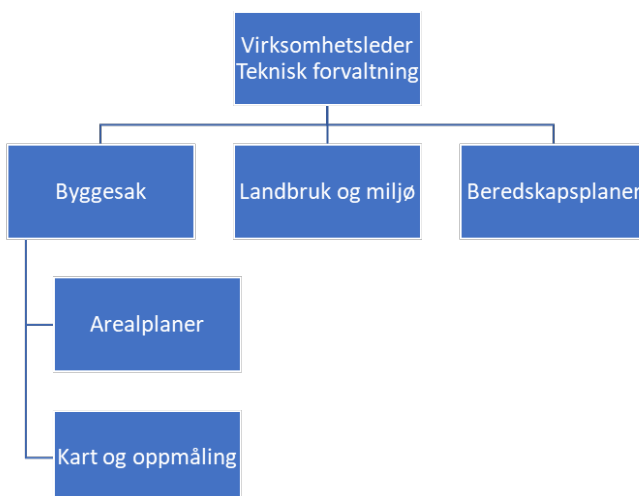 Virksomhetsleder
Teknisk forvaltning
Byggesak
Landbruk og miljø
Beredskapsplaner
Arealplaner
Kart og oppmåling